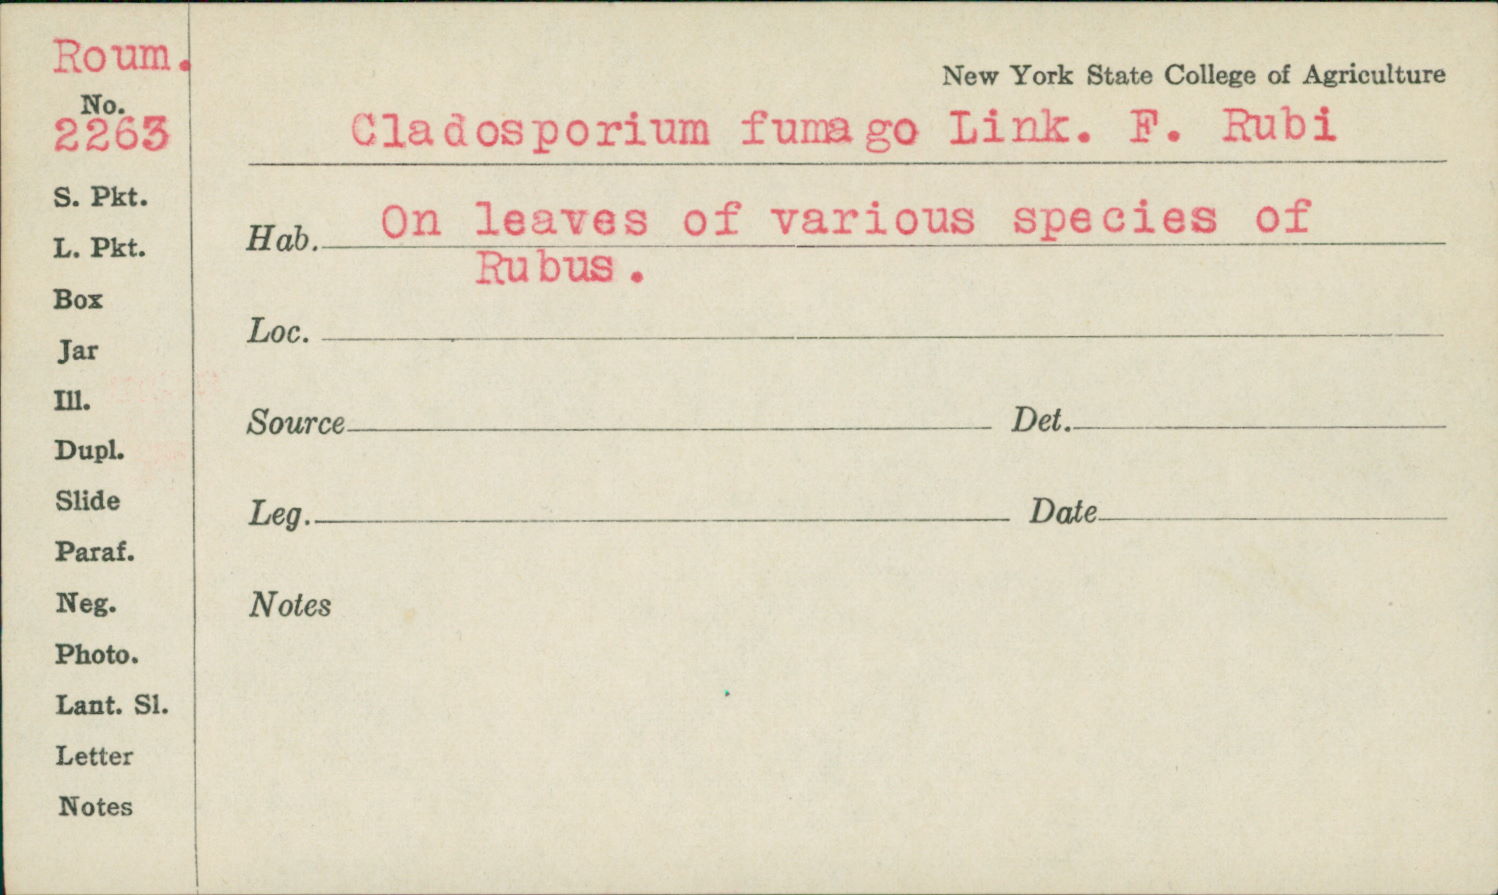 Roum.
No.
2263
S. Pkt.
L. Pkt.
Box
Jar
Ill.
Dupl.
Slide
Paraf.
Neg.
Photo.
Lant. Sl.
Letter
Notes
New York State College of Agriculture
Cladosporium fumago Link. F. Rubi
Hab. On leaves of various species of
Rubus.
Loc.
Source Det.
Leg. Date
Notes